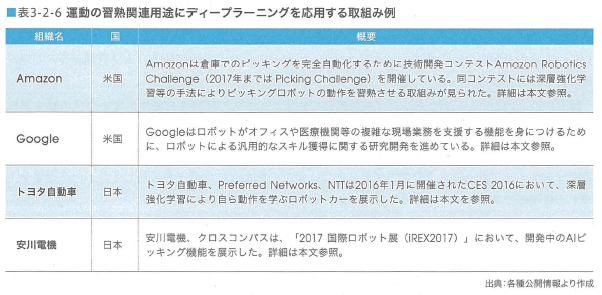 ■表3-2-6 運動の習熟関連用途にディープラーニングを応用する取組み例
組織名 国 概要
Amazon 米国 Amazonは倉庫でのピッキングを完全自動化するために技術開発コンテストAmazon Robotics
Challenge（2017年まではPicking Challenge）を開催している。同コンテストには深層強化学
習等の手法によりピッキングロボットの動作を習熟させる取組みが見られた。詳細は本文参照。
Google 米国 Googleはロボットがオフィスや医療機関等の複雑な現場業務を支援する機能を身につけるため
に、ロボットによる汎用的なスキル獲得に関する研究開発を進めている。詳細は本文参照。
トヨタ自動車 日本 トヨタ自動車、Preferred Networks、NTTは2016年1月に開催されたCES 2016において、深層
強化学習により自ら動作を学ぶロボットカーを展示した。詳細は本文を参照。
安川電機 日本 安川電機、クロスコンパスは、「2017 国際ロボット展（IREX2017）」において、開発中のAIピ
ッキング機能を展示した。詳細は本文参照。
出典：各種公開情報より作成